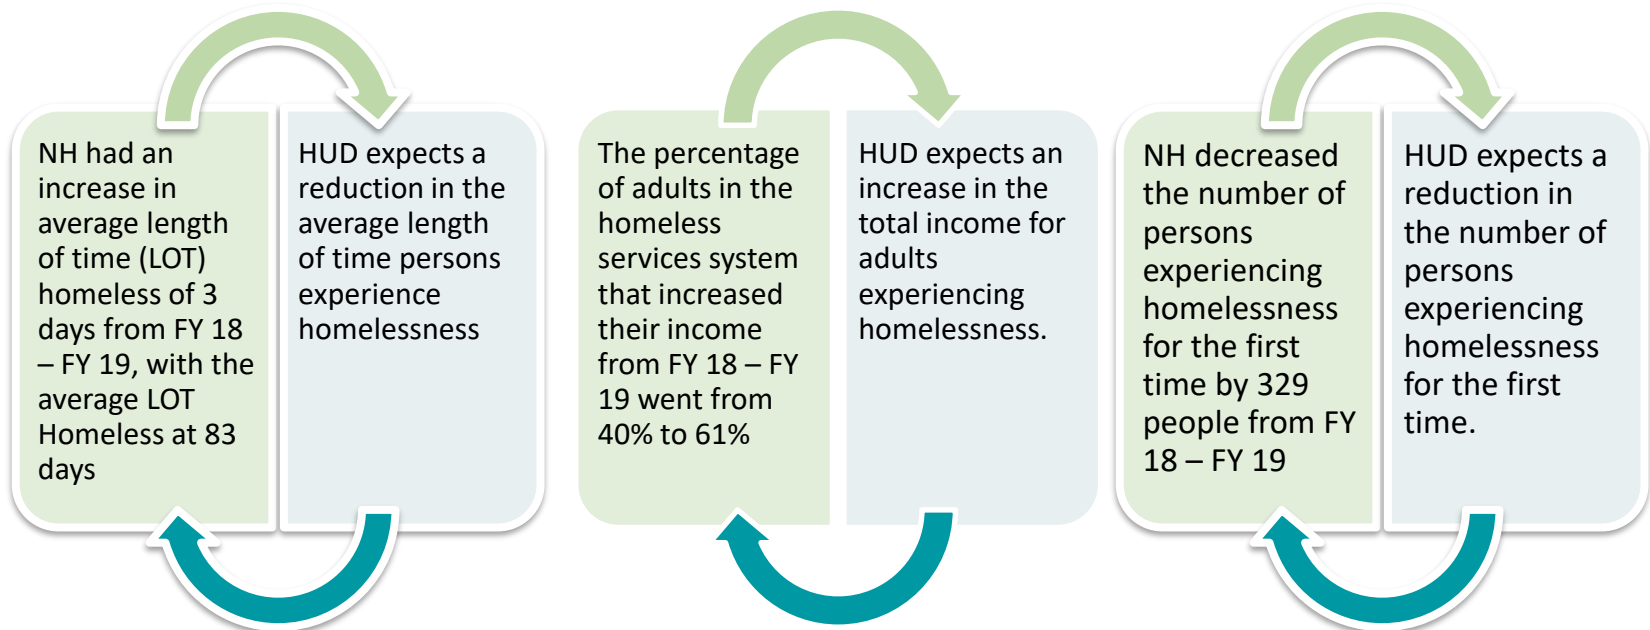 NH had an
increase in
average length
of time (LOT)
homeless of 3
days from FY 18
– FY 19, with the
average LOT
Homeless at 83
days
HUD expects a
reduction in the
average length
of time persons
experience
homelessness
The percentage
of adults in the
homeless
services system
that increased
their income
from FY 18 – FY
19 went from
40% to 61%
HUD expects an
increase in the
total income for
adults
experiencing
homelessness.
NH decreased
the number of
persons
experiencing
homelessness
for the first
time by 329
people from FY
18 – FY 19
HUD expects a
reduction in
the number of
persons
experiencing
homelessness
for the first
time.